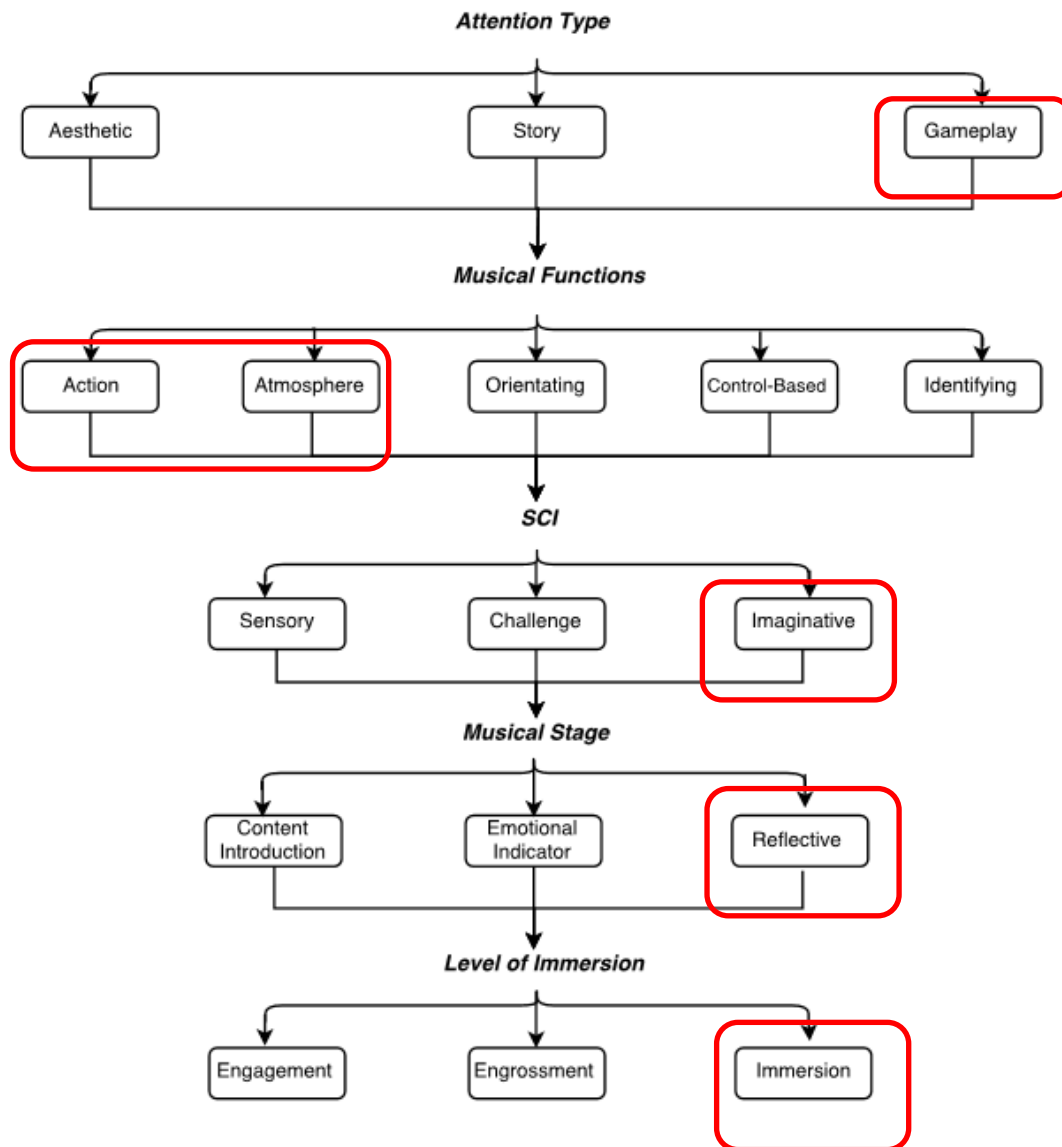 Attention Type
Aesthetic
Story
Gameplay
Musical Functions
Action
Atmosphere
Orientating
Control-Based
Identifying
SCI
Sensory
Challenge
Imaginative
Musical Stage
Content
Introduction
Emotional
Indicator
Reflective
Level of Immersion
Engagement
Engrossment
Immersion